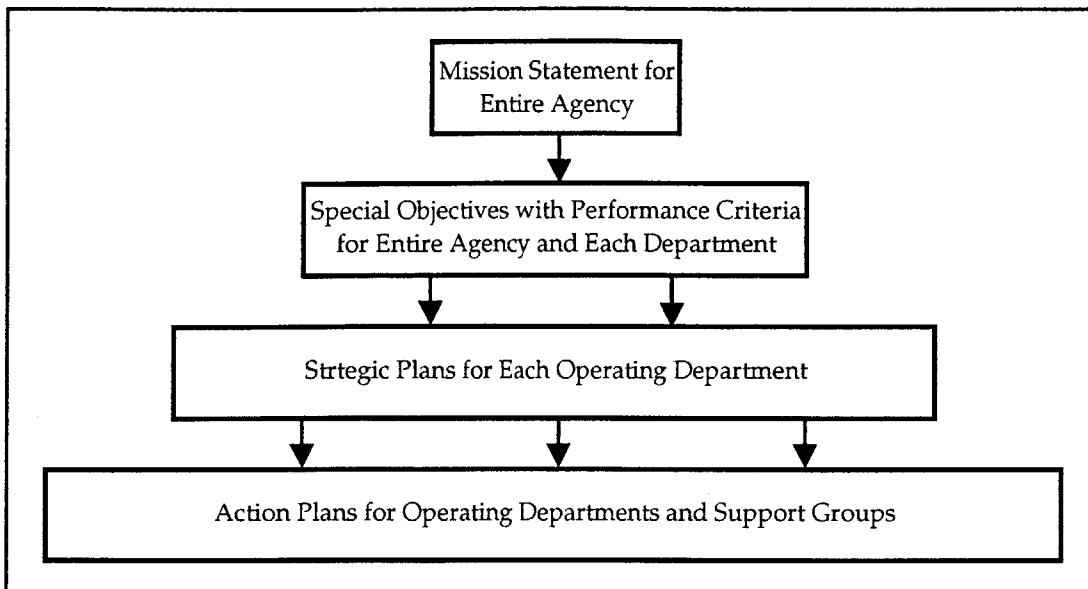 Mission Statement for
Entire Agency
Special Objectives with Performance Criteria
for Entire Agency and Each Department
Strtegic Plans for Each Operating Department
Action Plans for Operating Departments and Support Groups